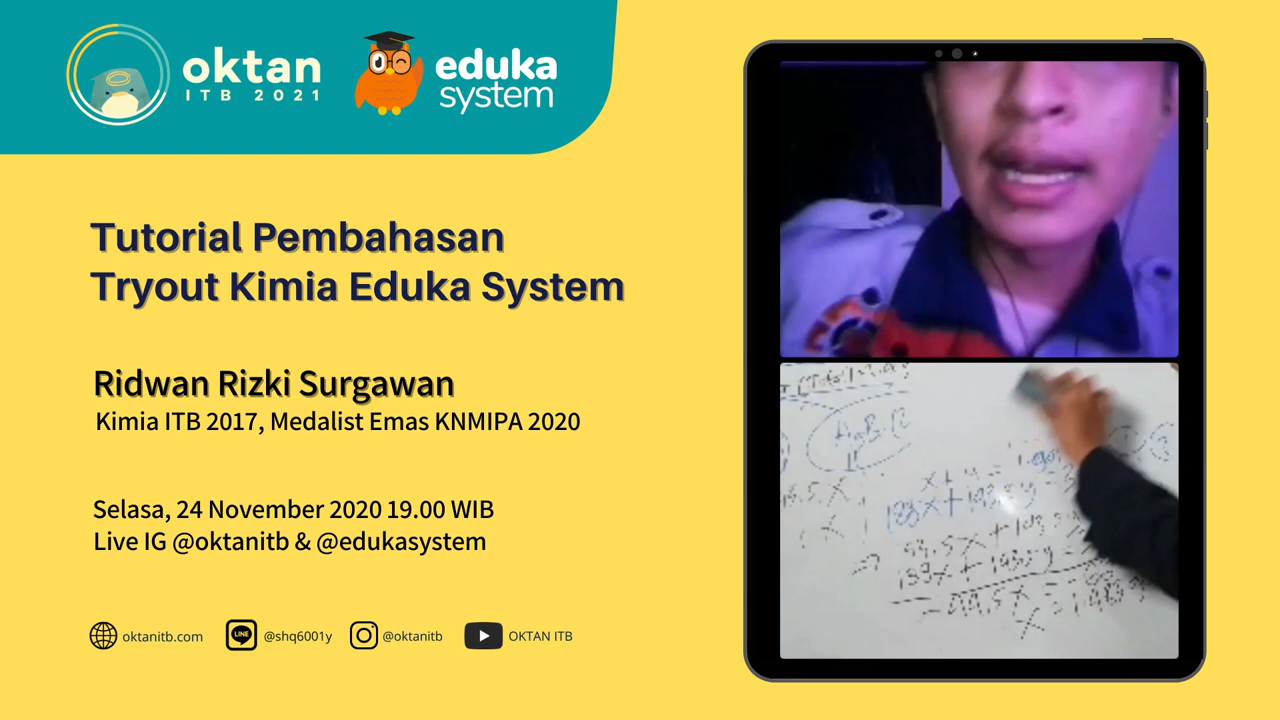 oktan
ITB 2021
eduka
system
Tutorial Pembahasan
Tryout Kimia Eduka System
Ridwan Rizki Surgawan
Kimia ITB 2017, Medalist Emas KNMIPA 2020
Selasa, 24 November 2020 19.00 WIB
Live IG @oktanitb & @edukasystem
oktanitb.com
LINE
@shq6001y
@oktanitb
OKTAN ITB